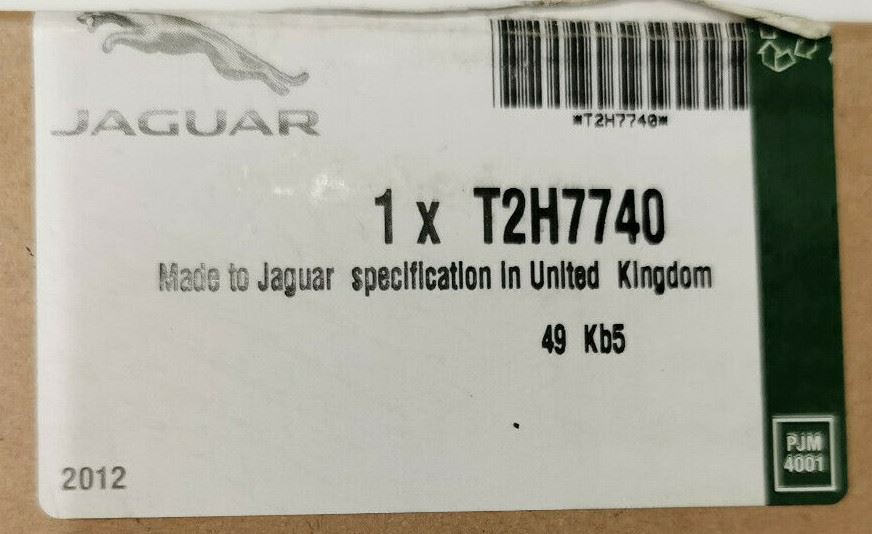 JAGUAR
*T2H7740*
1 x T2H7740
Made to Jaguar specification in United Kingdom
49 Kb5
2012
PJM
4001